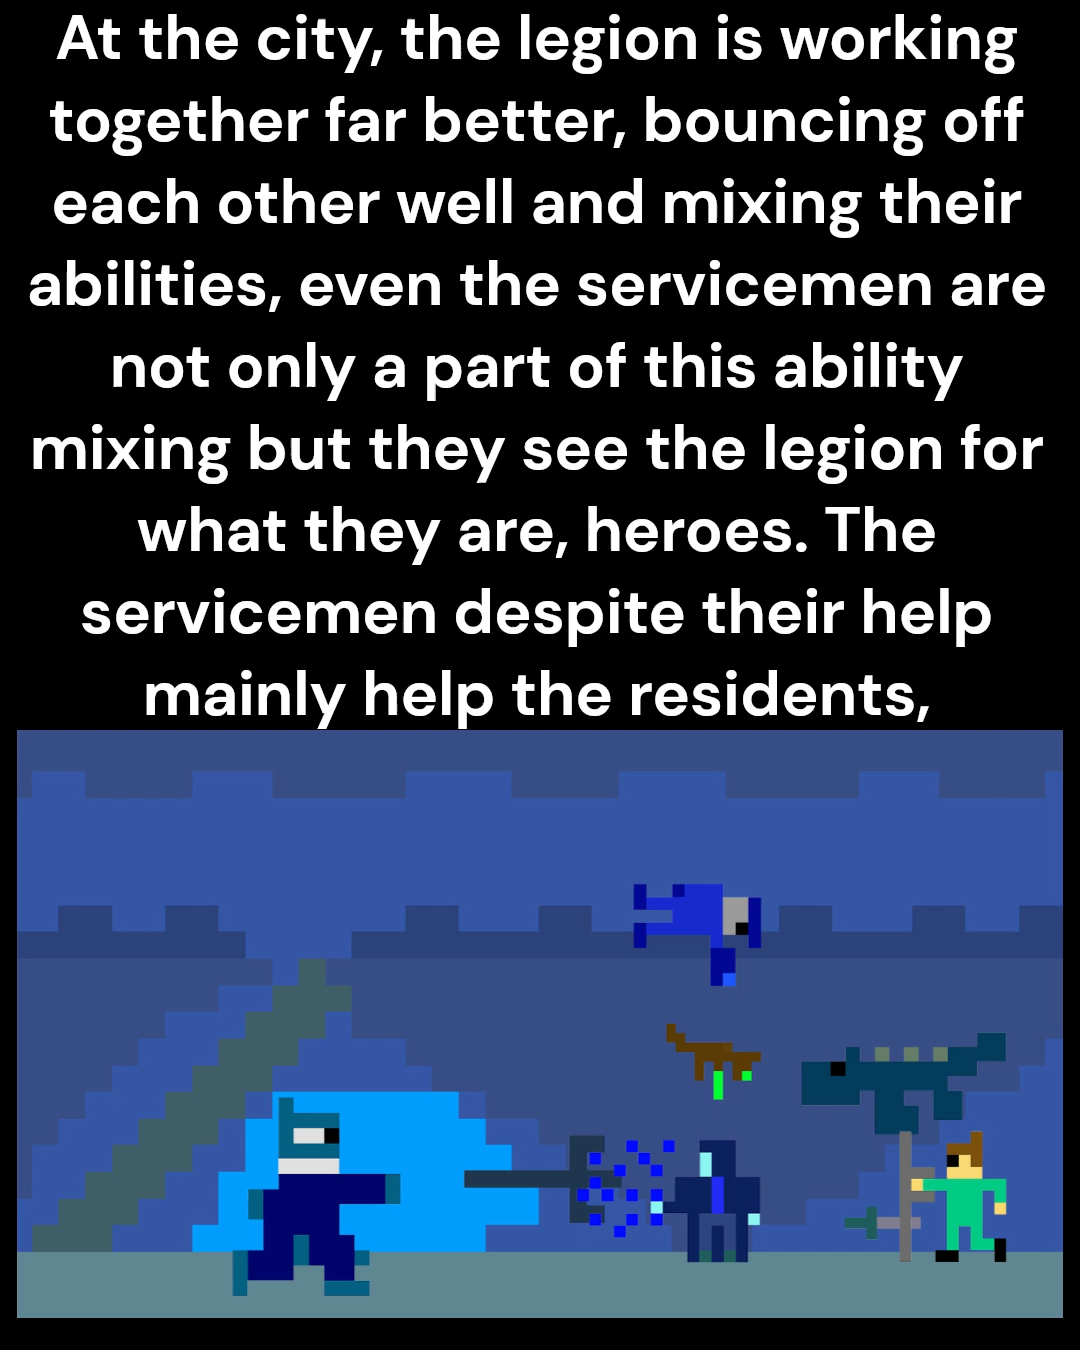 At the city, the legion is working
together far better, bouncing off
each other well and mixing their
abilities, even the servicemen are
not only a part of this ability
mixing but they see the legion for
what they are, heroes. The
servicemen despite their help
mainly help the residents,